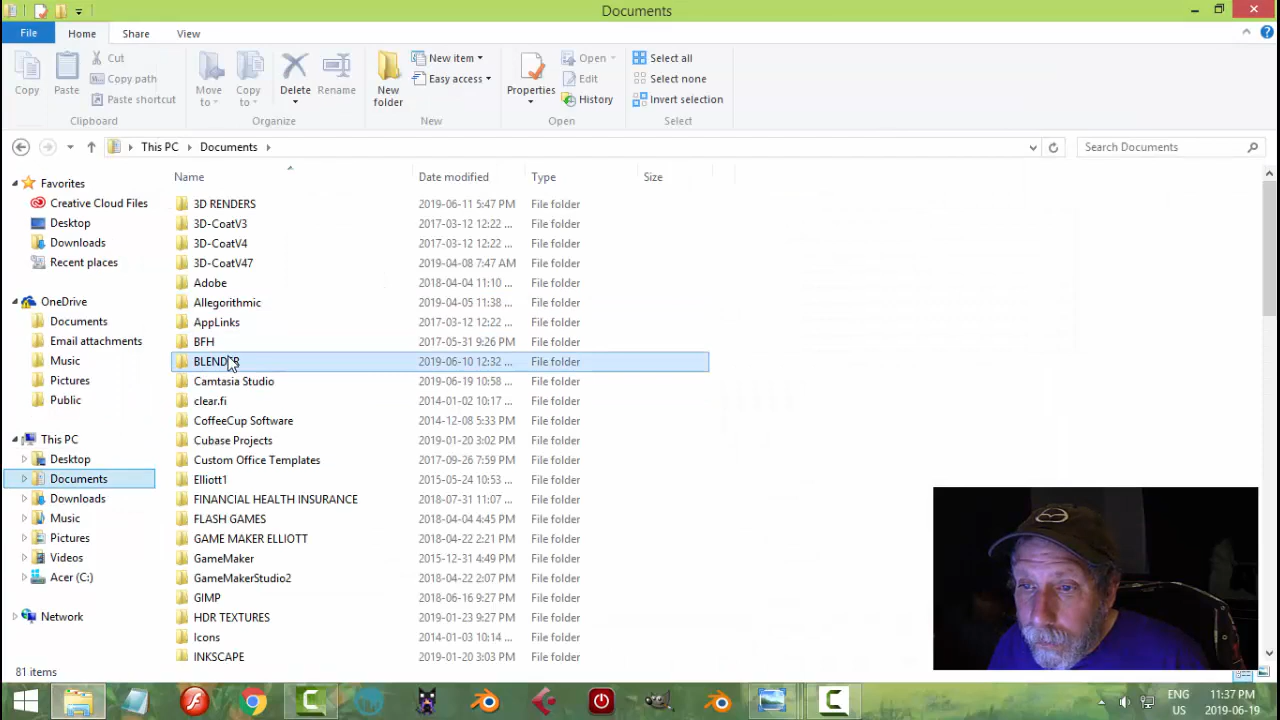 Documents
File Home Share View
Copy
Paste
Cut
Copy path
Paste shortcut
Clipboard
Move to
Copy to
Delete
Rename
Organize
New folder
New item
Easy access
New
Properties
Open
Edit
History
Open
Select all
Select none
Invert selection
Select
This PC Documents
Search Documents
Name Date modified Type Size
Favorites
Creative Cloud Files
Desktop
Downloads
Recent places
OneDrive
Documents
Email attachments
Music
Pictures
Public
This PC
Desktop
Documents
Downloads
Music
Pictures
Videos
Acer (C:)
Network
3D RENDERS 2019-06-11 5:47 PM File folder
3D-CoatV3 2017-03-12 12:22 ... File folder
3D-CoatV4 2017-03-12 12:22 ... File folder
3D-CoatV47 2019-04-08 7:47 AM File folder
Adobe 2018-04-04 11:10 ... File folder
Allegorithmic 2019-04-05 11:38 ... File folder
AppLinks 2017-03-12 12:22 ... File folder
BFH 2017-05-31 9:26 PM File folder
BLENDER 2019-06-10 12:32 ... File folder
Camtasia Studio 2019-06-19 10:58 ... File folder
clear.fi 2014-01-02 10:17 ... File folder
CoffeeCup Software 2014-12-08 5:33 PM File folder
Cubase Projects 2019-01-20 3:02 PM File folder
Custom Office Templates 2017-09-26 7:59 PM File folder
Elliott1 2015-05-24 10:53 ... File folder
FINANCIAL HEALTH INSURANCE 2018-07-31 11:07 ... File folder
FLASH GAMES 2018-04-04 4:45 PM File folder
GAME MAKER ELLIOTT 2018-04-22 2:21 PM File folder
GameMaker 2015-12-31 4:49 PM File folder
GameMakerStudio2 2018-04-22 2:07 PM File folder
GIMP 2018-06-16 9:27 PM File folder
HDR TEXTURES 2019-01-23 9:27 PM File folder
Icons 2014-01-03 10:14 ... File folder
INKSCAPE 2019-01-20 3:03 PM File folder
81 items
ENG 11:37 PM
US 2019-06-19